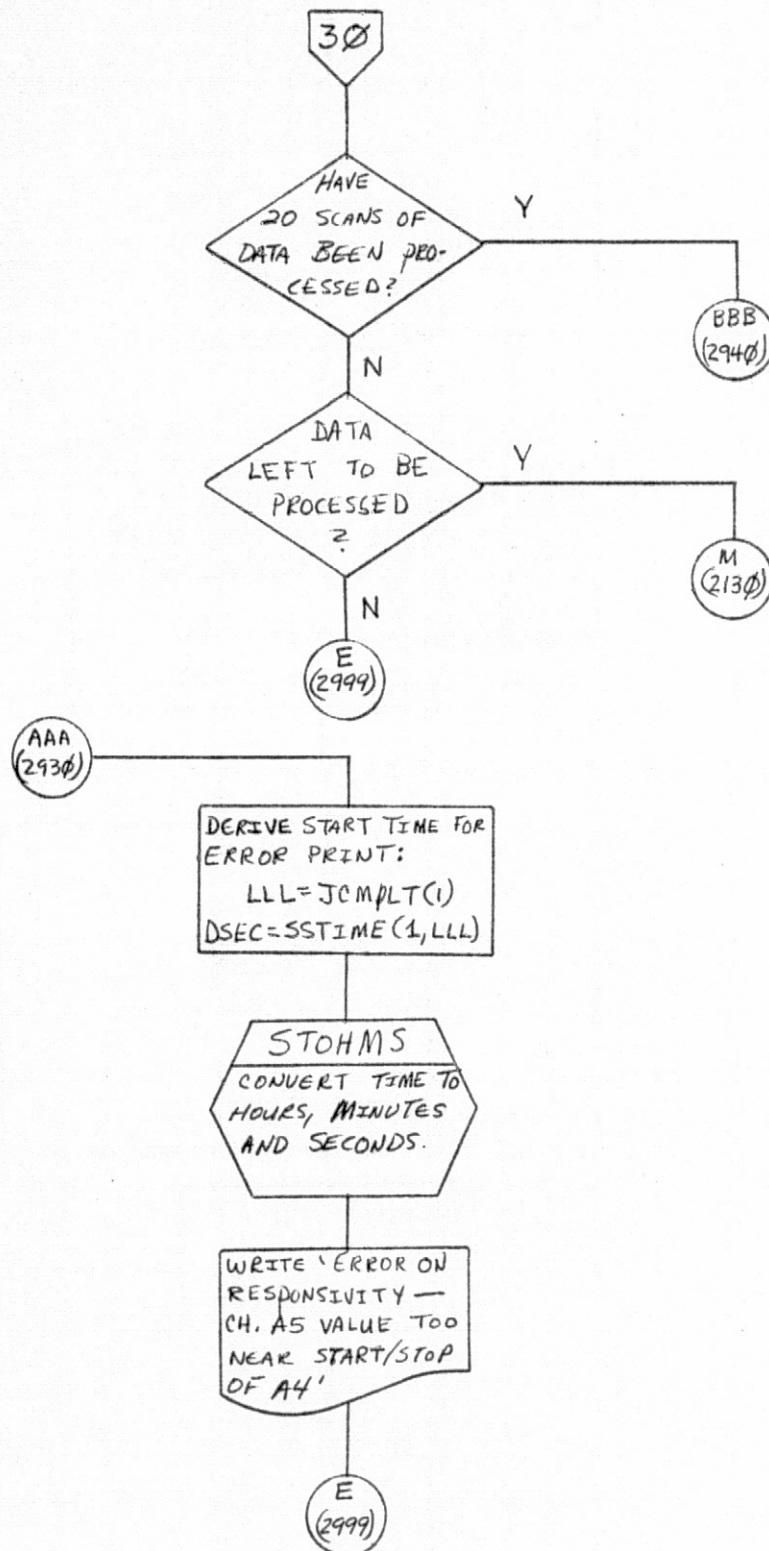 3Ø
HAVE
20 SCANS OF
DATA BEEN PRO-
CESSED?
Y
BBB
(294Ø)
N
DATA
LEFT TO BE
PROCESSED
?
Y
M
(213Ø)
N
E
(2999)
AAA
(293Ø)
DERIVE START TIME FOR
ERROR PRINT:
LLL=JCMPLT(1)
DSEC=SSTIME(1,LLL)
STOHMS
CONVERT TIME TO
HOURS, MINUTES
AND SECONDS.
WRITE 'ERROR ON
RESPONSIVITY —
CH. A5 VALUE TOO
NEAR START/STOP
OF A4'
E
(2999)